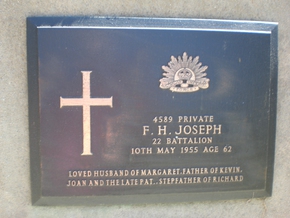 4589 PRIVATE
F. H. JOSEPH
22 BATTALION
10TH MAY 1955 AGE 62
LOVED HUSBAND OF MARGARET, FATHER OF KEVIN,
JOAN AND THE LATE PAT., STEPFATHER OF RICHARD